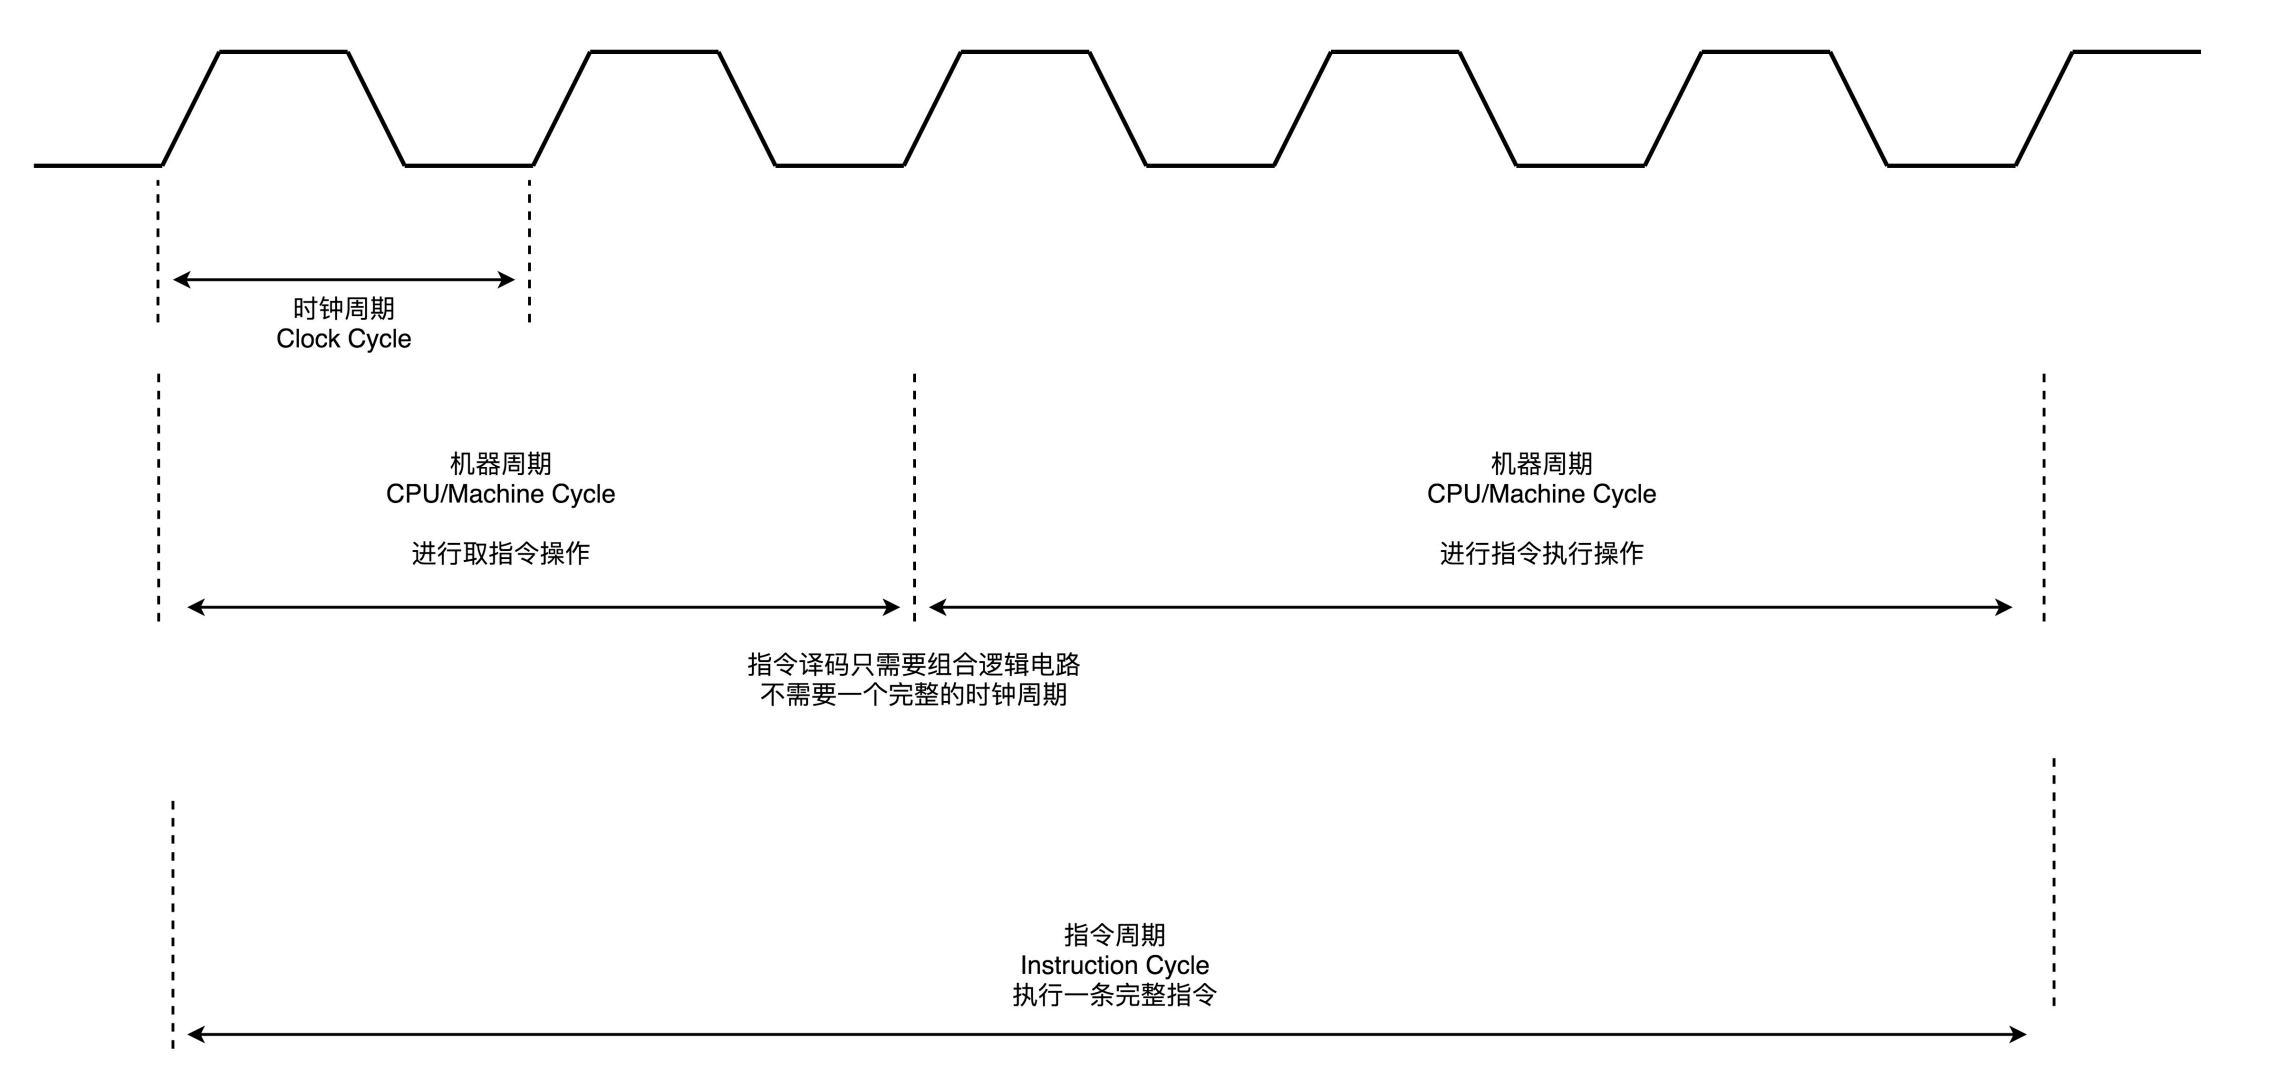 时钟周期
Clock Cycle
机器周期
CPU/Machine Cycle
进行取指令操作
机器周期
CPU/Machine Cycle
进行指令执行操作
指令译码只需要组合逻辑电路
不需要一个完整的时钟周期
指令周期
Instruction Cycle
执行一条完整指令